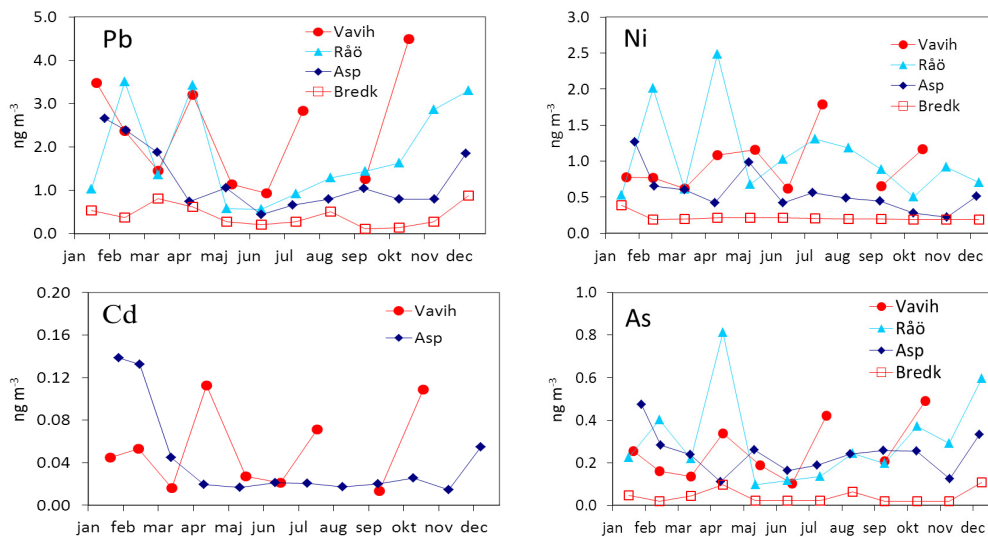 Pb
5.0
4.0
3.0
2.0
1.0
0.0
ng m-3
Vavih
Råö
Asp
Bredk
jan feb mar apr maj jun jul aug sep okt nov dec
Ni
3.0
2.5
2.0
1.5
1.0
0.5
0.0
ng m-3
Vavih
Råö
Asp
Bredk
jan feb mar apr maj jun jul aug sep okt nov dec
Cd
0.20
0.16
0.12
0.08
0.04
0.00
ng m-3
Vavih
Asp
jan feb mar apr maj jun jul aug sep okt nov dec
As
1.0
0.8
0.6
0.4
0.2
0.0
ng m-3
Vavih
Råö
Asp
Bredk
jan feb mar apr maj jun jul aug sep okt nov dec